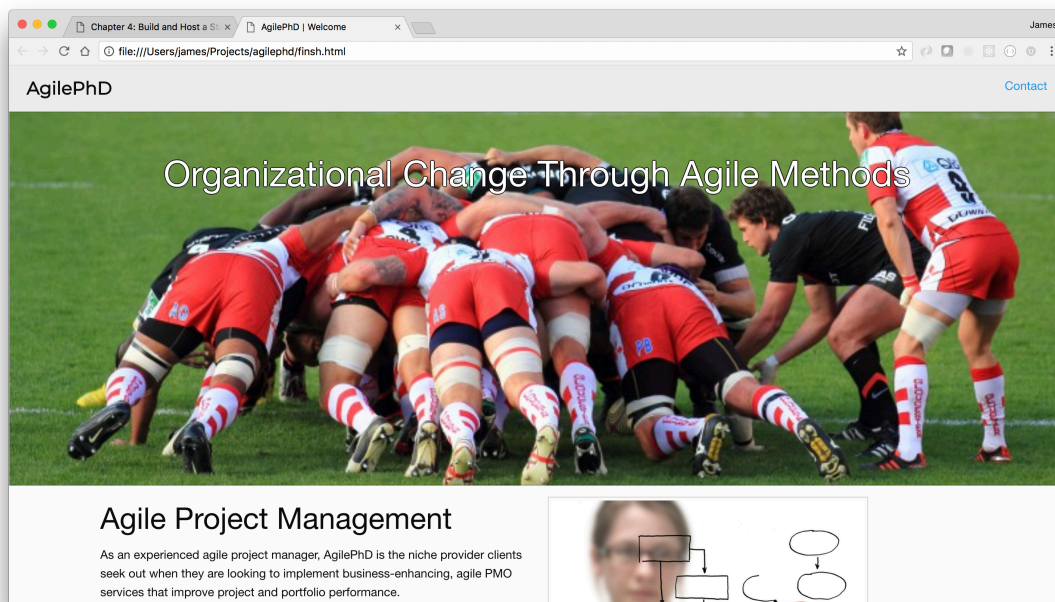 Chapter 4: Build and Host a St
AgilePhD | Welcome
James
file:///Users/james/Projects/agilephd/finsh.html
AgilePhD
Contact
Organizational Change Through Agile Methods
AG
AS
PB
Agile Project Management
As an experienced agile project manager, AgilePhD is the niche provider clients
seek out when they are looking to implement business-enhancing, agile PMO
services that improve project and portfolio performance.